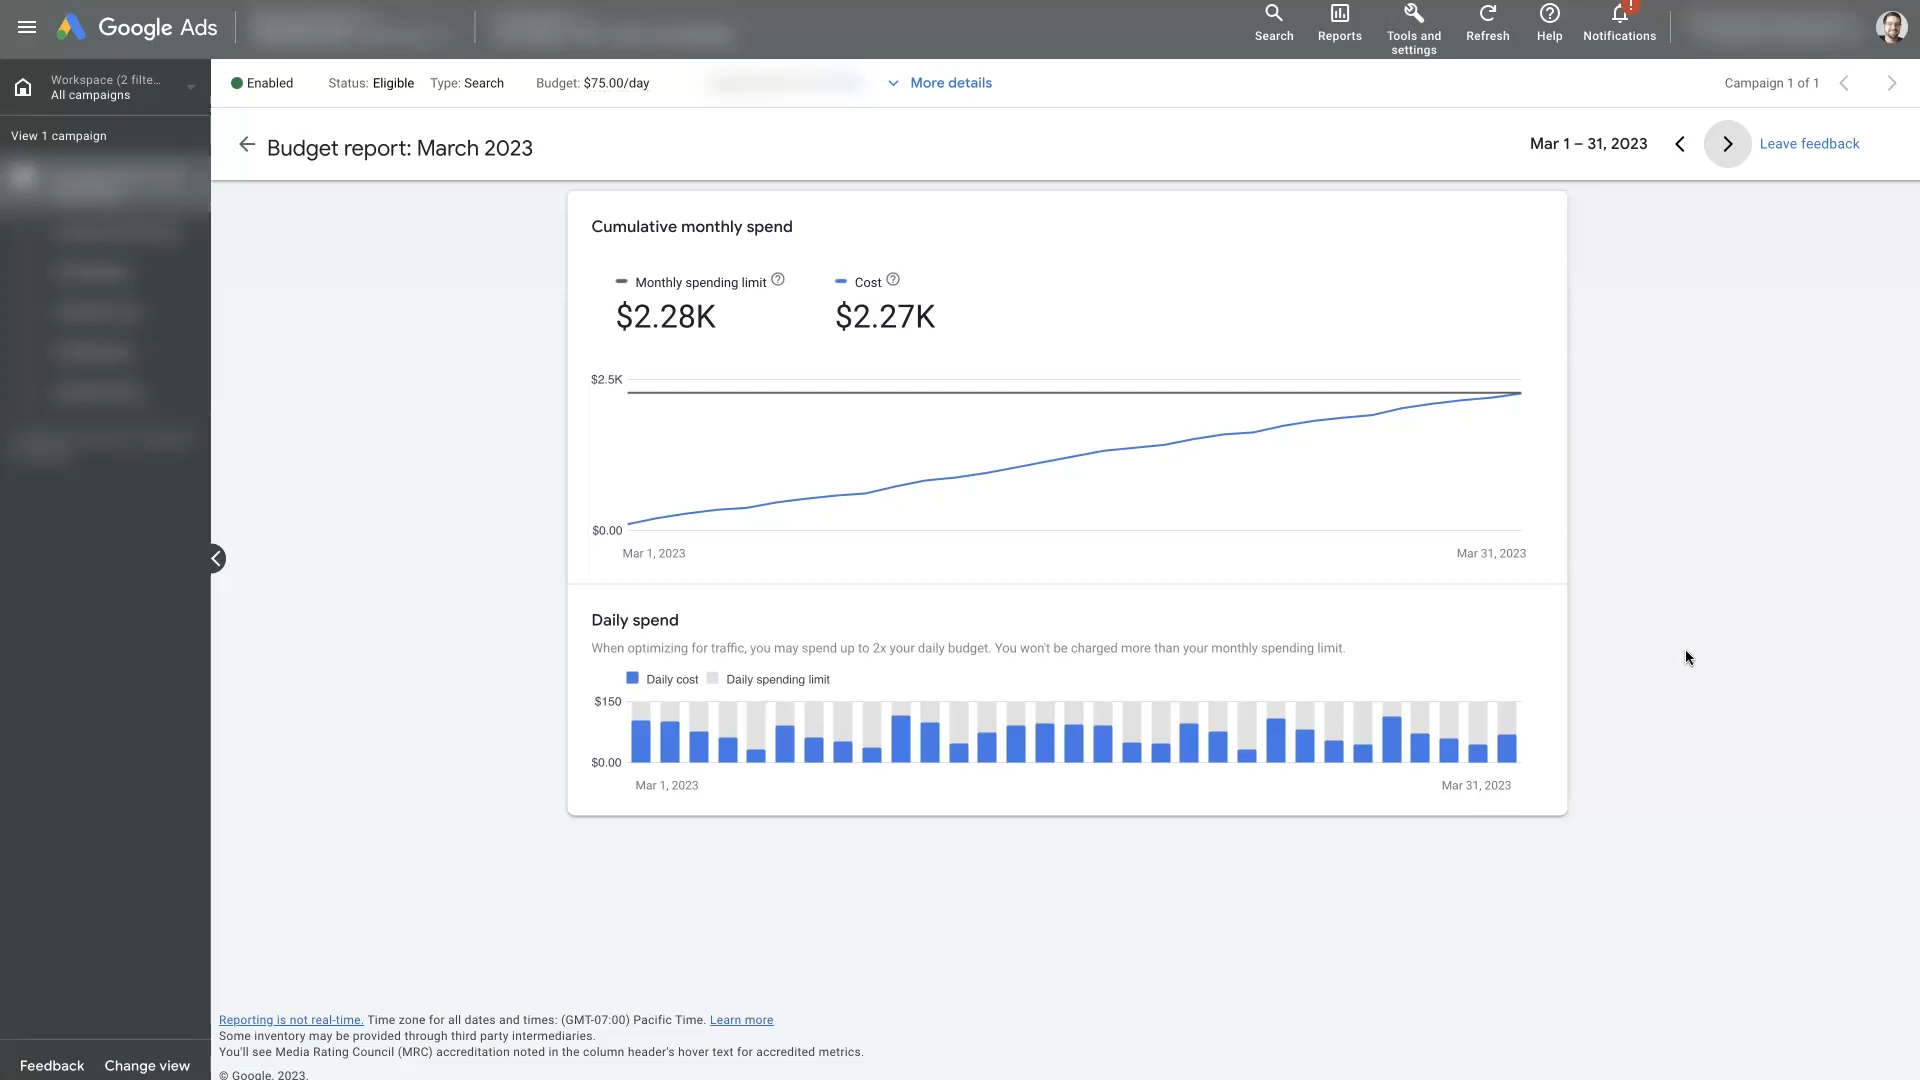 Google Ads
Search
Reports
Tools and
settings
Refresh
Help
Notifications
!
Workspace (2 filte...
All campaigns
View 1 campaign
Enabled
Status: Eligible Type: Search Budget: $75.00/day
More details
Campaign 1 of 1
Budget report: March 2023
Mar 1 – 31, 2023
Leave feedback
Cumulative monthly spend
Monthly spending limit
$2.28K
Cost
$2.27K
$2.5K
$0.00
Mar 1, 2023
Mar 31, 2023
Daily spend
When optimizing for traffic, you may spend up to 2x your daily budget. You won't be charged more than your monthly spending limit.
Daily cost
Daily spending limit
$150
$0.00
Mar 1, 2023
Mar 31, 2023
Reporting is not real-time. Time zone for all dates and times: (GMT-07:00) Pacific Time. Learn more
Some inventory may be provided through third party intermediaries.
You'll see Media Rating Council (MRC) accreditation noted in the column header's hover text for accredited metrics.
© Google, 2023.
Feedback
Change view